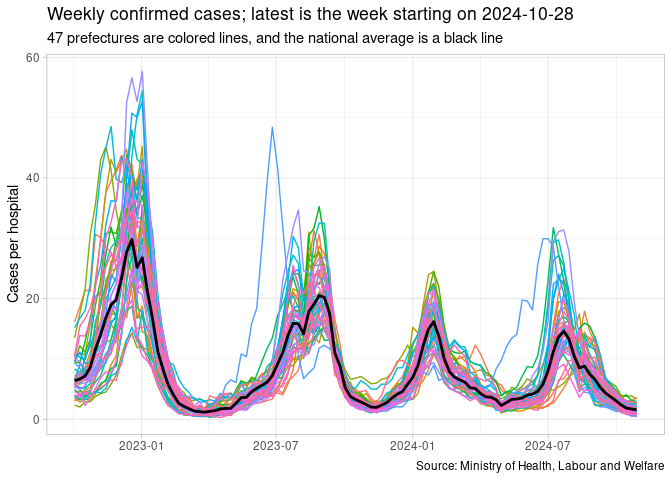 Weekly confirmed cases; latest is the week starting on 2024-10-28
47 prefectures are colored lines, and the national average is a black line
Cases per hospital
60
40
20
0
2023-01
2023-07
2024-01
2024-07
Source: Ministry of Health, Labour and Welfare